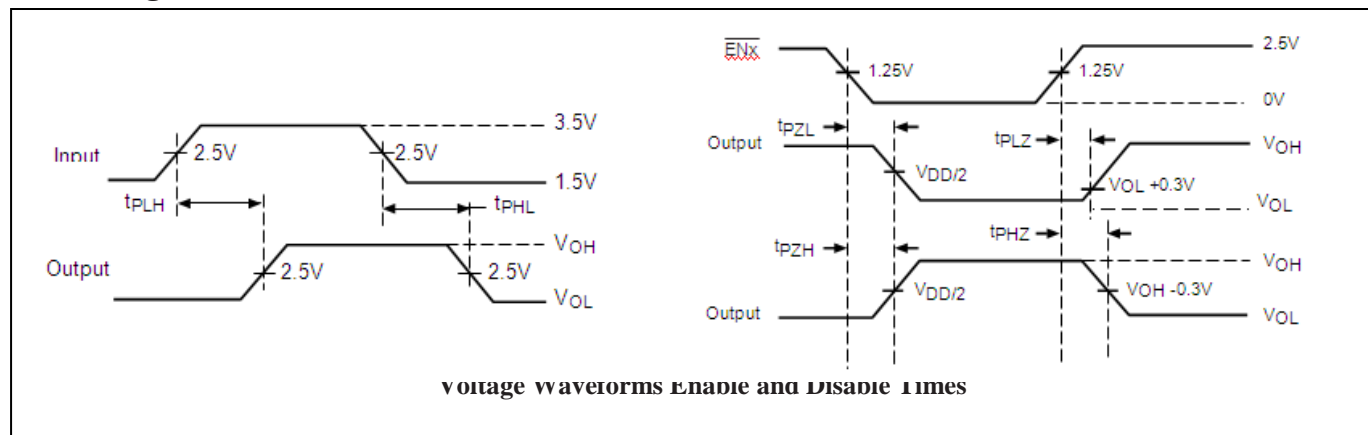 Input
2.5V
2.5V
3.5V
1.5V
tPLH
tPHL
Output
2.5V
2.5V
VOH
VOL
ENx
1.25V
1.25V
2.5V
0V
Output
tPZL
VDD/2
tPLZ
VOL +0.3V
VOH
VOL
Output
tPZH
VDD/2
tPHZ
VOH -0.3V
VOH
VOL
Voltage Waveforms Enable and Disable Times